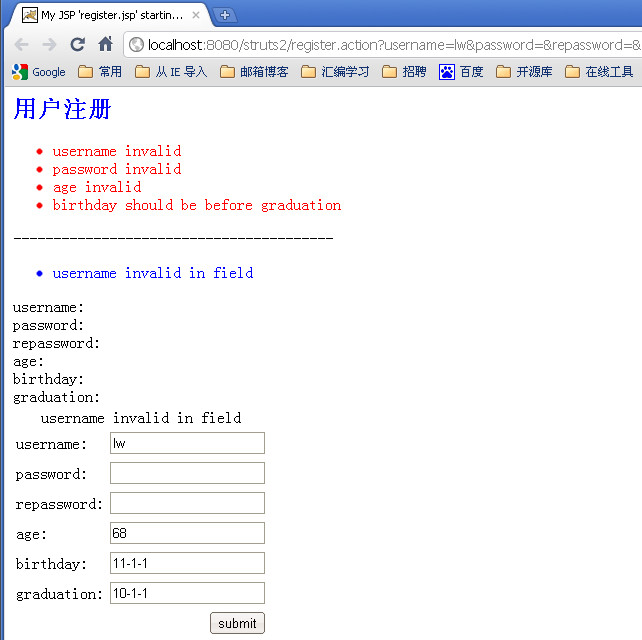 My JSP 'register.jsp' startin...
localhost:8080/struts2/register.action?username=lw&password=&repassword=&
Google 常用 从 IE 导入 邮箱博客 汇编学习 招聘 百度 开源库 在线工具
用户注册
username invalid
password invalid
age invalid
birthday should be before graduation
----------------------------------------
username invalid in field
username:
password:
repassword:
age:
birthday:
graduation:
username invalid in field
username: lw
password:
repassword:
age: 68
birthday: 11-1-1
graduation: 10-1-1
submit